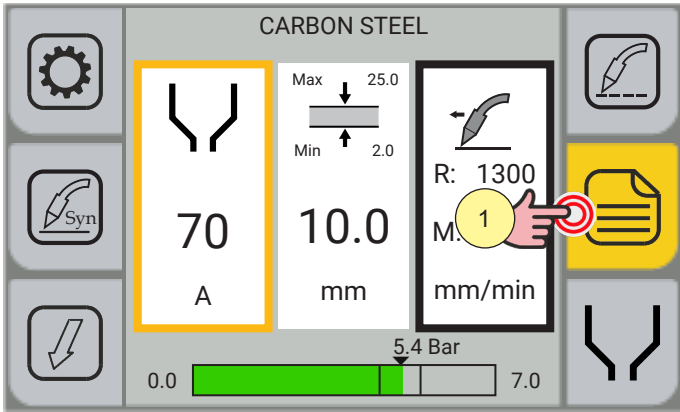 CARBON STEEL
70
A
Max 25.0
Min 2.0
10.0
mm
R: 1300
M:
1
mm/min
Syn
5.4 Bar
0.0
7.0